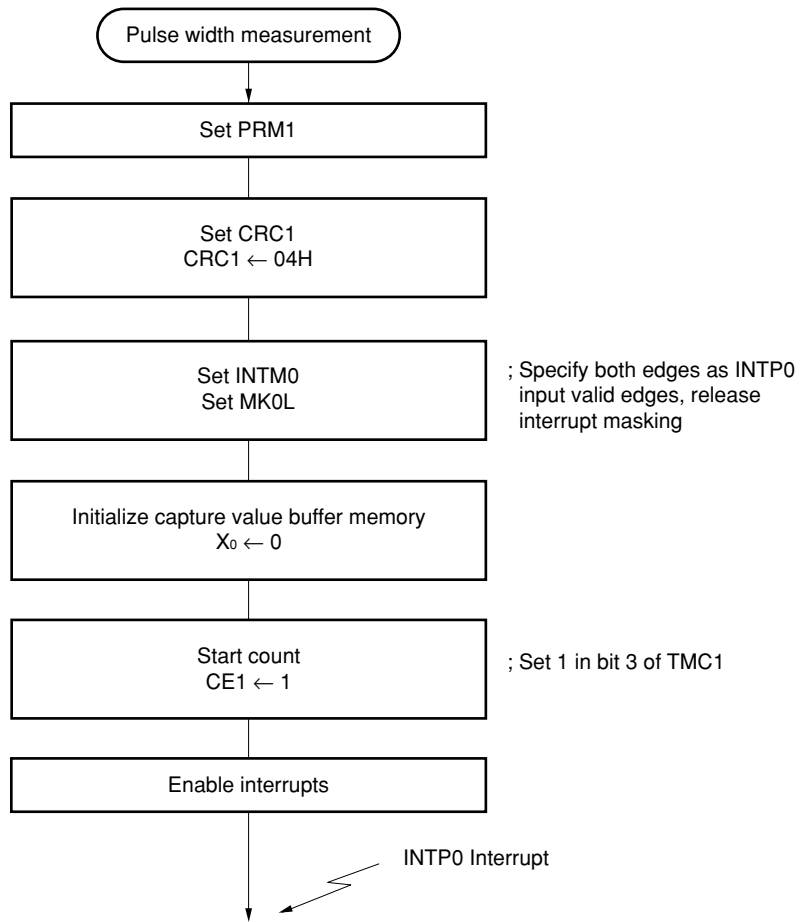 Pulse width measurement
Set PRM1
Set CRC1
CRC1 ← 04H
Set INTM0
Set MK0L
; Specify both edges as INTP0
input valid edges, release
interrupt masking
Initialize capture value buffer memory
X₀ ← 0
Start count
CE1 ← 1
; Set 1 in bit 3 of TMC1
Enable interrupts
INTP0 Interrupt